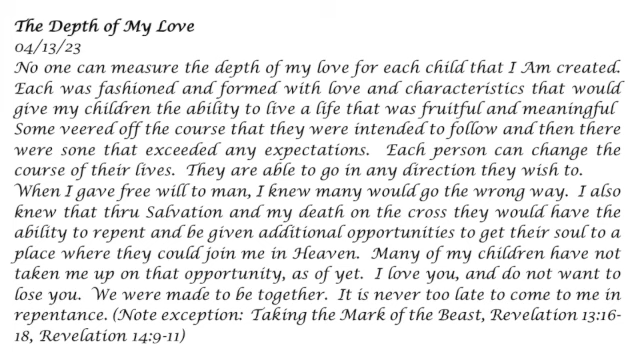 The Depth of My Love
04/13/23
No one can measure the depth of my love for each child that I Am created.
Each was fashioned and formed with love and characteristics that would
give my children the ability to live a life that was fruitful and meaningful
Some veered off the course that they were intended to follow and then there
were some that exceeded any expectations. Each person can change the
course of their lives. They are able to go in any direction they wish to.
When I gave free will to man, I knew many would go the wrong way. I also
knew that thru Salvation and my death on the cross they would have the
ability to repent and be given additional opportunities to get their soul to a
place where they could join me in Heaven. Many of my children have not
taken me up on that opportunity, as of yet. I love you, and do not want to
lose you. We were made to be together. It is never too late to come to me in
repentance. (Note exception: Taking the Mark of the Beast, Revelation 13:16-
18, Revelation 14:9-11)